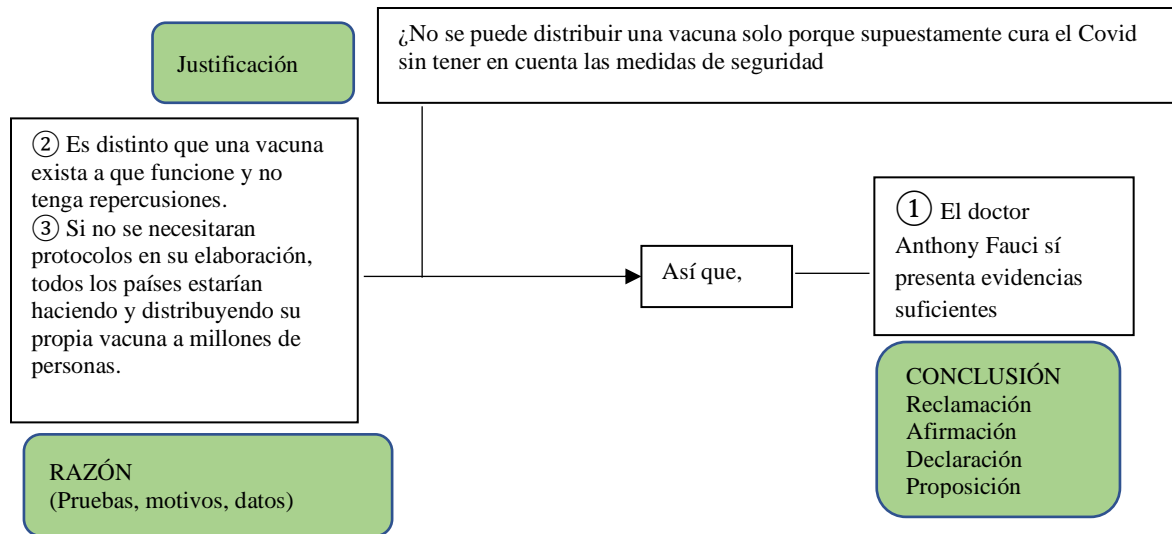 Justificación
¿No se puede distribuir una vacuna solo porque supuestamente cura el Covid
sin tener en cuenta las medidas de seguridad
② Es distinto que una vacuna
exista a que funcione y no
tenga repercusiones.
③ Si no se necesitaran
protocolos en su elaboración,
todos los países estarían
haciendo y distribuyendo su
propia vacuna a millones de
personas.
Así que,
① El doctor
Anthony Fauci sí
presenta evidencias
suficientes
RAZÓN
(Pruebas, motivos, datos)
CONCLUSIÓN
Reclamación
Afirmación
Declaración
Proposición